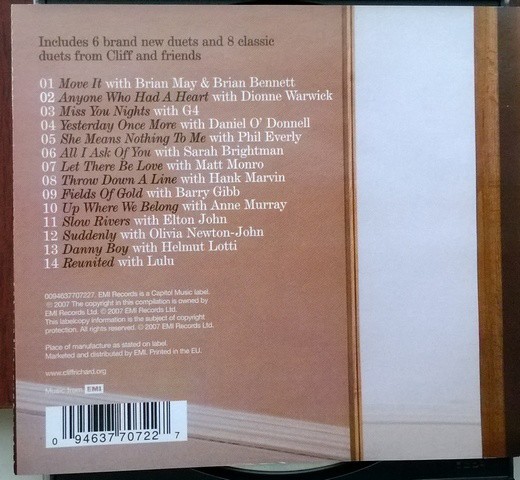 Includes 6 brand new duets and 8 classic
duets from Cliff and friends
01 Move It with Brian May & Brian Bennett
02 Anyone Who Had A Heart with Dionne Warwick
03 Miss You Nights with G4
04 Yesterday Once More with Daniel O' Donnell
05 She Means Nothing To Me with Phil Everly
06 All I Ask Of You with Sarah Brightman
07 Let There Be Love with Matt Monro
08 Throw Down A Line with Hank Marvin
09 Fields Of Gold with Barry Gibb
10 Up Where We Belong with Anne Murray
11 Slow Rivers with Elton John
12 Suddenly with Olivia Newton-John
13 Danny Boy with Helmut Lotti
14 Reunited with Lulu
0094637707227. EMI Records is a Capitol Music label.
℗ 2007 The copyright in this compilation is owned by
EMI Records Ltd. © 2007 EMI Records Ltd.
This labelcopy information is the subject of copyright
protection. All rights reserved. © 2007 EMI Records Ltd.
Place of manufacture as stated on label.
Marketed and distributed by EMI. Printed in the EU.
www.cliffrichard.org
Music from EMI
0 94637 70722 7